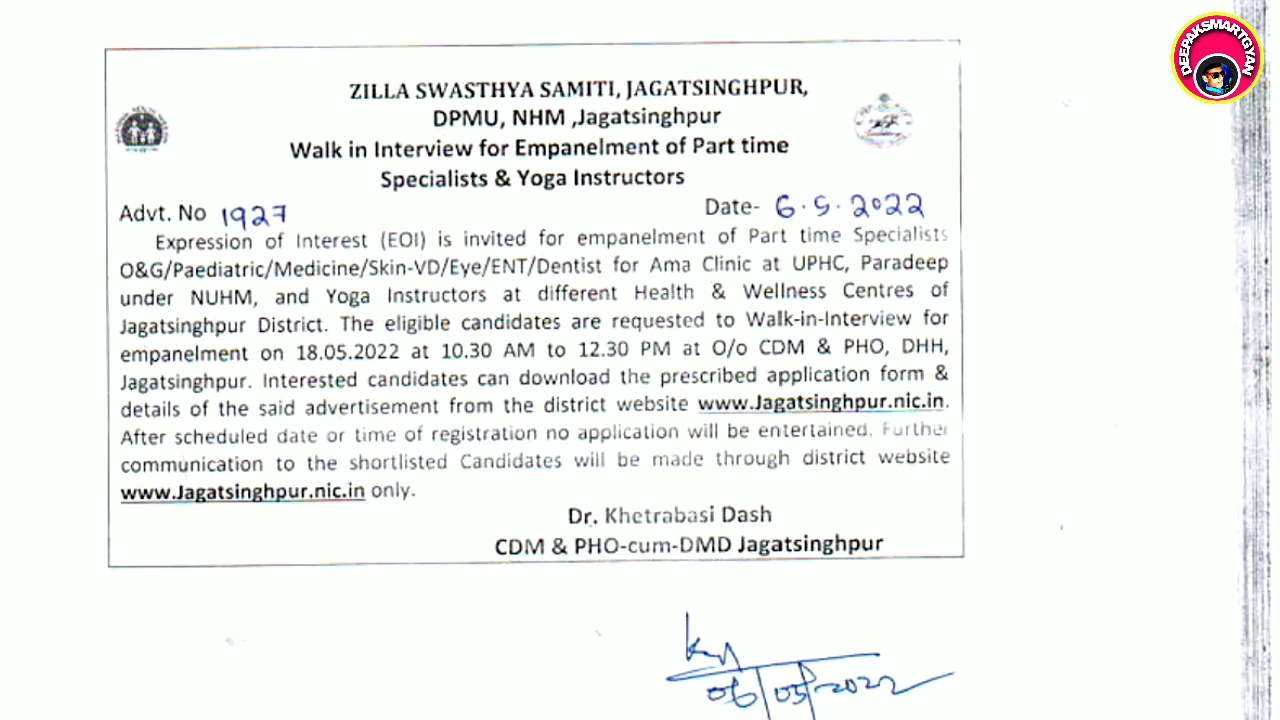 DEEPAKSMARTGYAN
ZILLA SWASTHYA SAMITI, JAGATSINGHPUR,
DPMU, NHM ,Jagatsinghpur
Walk in Interview for Empanelment of Part time
Specialists & Yoga Instructors
Advt. No 1927 Date- 6.5.2022
Expression of Interest (EOI) is invited for empanelment of Part time Specialists
O&G/Paediatric/Medicine/Skin-VD/Eye/ENT/Dentist for Ama Clinic at UPHC, Paradeep
under NUHM, and Yoga Instructors at different Health & Wellness Centres of
Jagatsinghpur District. The eligible candidates are requested to Walk-in-Interview for
empanelment on 18.05.2022 at 10.30 AM to 12.30 PM at O/o CDM & PHO, DHH,
Jagatsinghpur. Interested candidates can download the prescribed application form &
details of the said advertisement from the district website www.Jagatsinghpur.nic.in.
After scheduled date or time of registration no application will be entertained. Further
communication to the shortlisted Candidates will be made through district website
www.Jagatsinghpur.nic.in only.
Dr. Khetrabasi Dash
CDM & PHO-cum-DMD Jagatsinghpur
06/05/2022